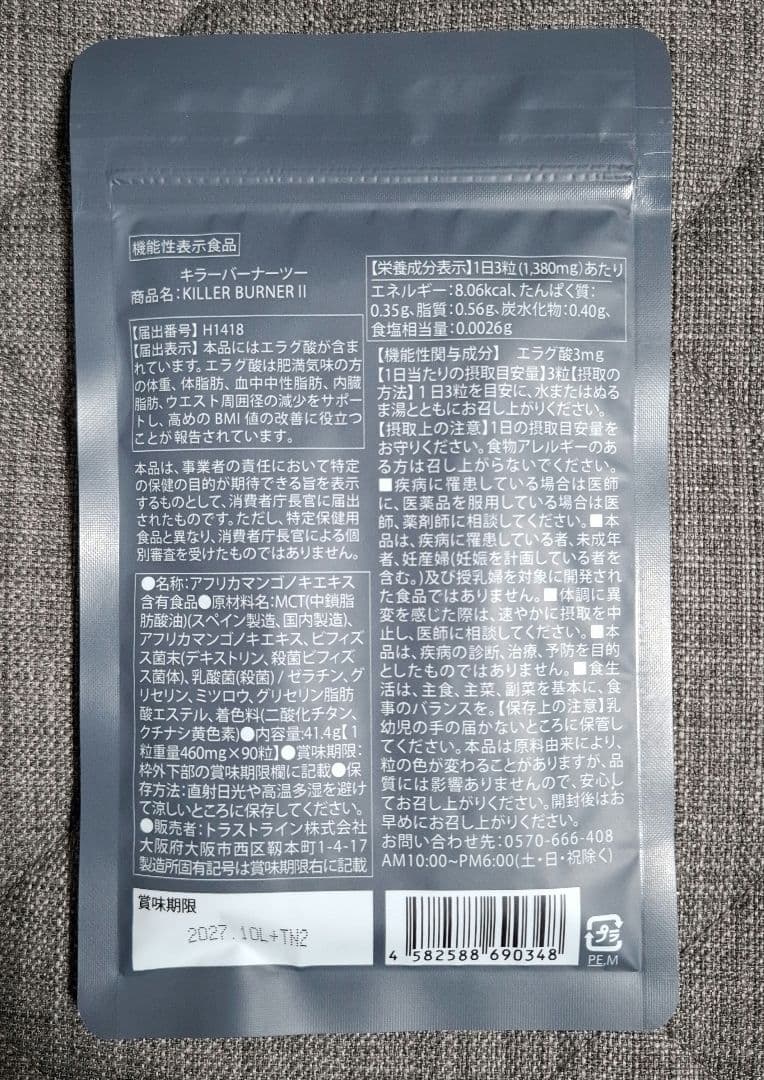 機能性表示食品
キラーバーナーツー
商品名：KILLER BURNER II
【届出番号】H1418
【届出表示】本品にはエラグ酸が含ま
れています。エラグ酸は肥満気味の方
の体重、体脂肪、血中中性脂肪、内臓
脂肪、ウエスト周囲径の減少をサポー
トし、高めのBMI値の改善に役立つ
ことが報告されています。
本品は、事業者の責任において特定
の保健の目的が期待できる旨を表示
するものとして、消費者庁長官に届出
されたものです。ただし、特定保健用
食品と異なり、消費者庁長官による個
別審査を受けたものではありません。
●名称：アフリカマンゴノキエキス
含有食品●原材料名：MCT(中鎖脂
肪酸油)(スペイン製造、国内製造)、
アフリカマンゴノキエキス、ビフィズ
ス菌末(デキストリン、殺菌ビフィズ
ス菌体)、乳酸菌(殺菌) / ゼラチン、グ
リセリン、ミツロウ、グリセリン脂肪
酸エステル、着色料(二酸化チタン、
クチナシ黄色素)●内容量:41.4g【1
粒重量460mg×90粒】●賞味期限：
枠外下部の賞味期限欄に記載●保
存方法：直射日光や高温多湿を避け
て涼しいところに保存してください。
●販売者：トラストライン株式会社
大阪府大阪市西区靱本町1-4-17
製造所固有記号は賞味期限右に記載
【栄養成分表示】1日3粒(1,380mg)あたり
エネルギー：8.06kcal、たんぱく質：
0.35g、脂質：0.56g、炭水化物：0.40g、
食塩相当量：0.0026g
【機能性関与成分】 エラグ酸3mg
【1日当たりの摂取目安量】3粒【摂取の
方法】1日3粒を目安に、水またはぬる
ま湯とともにお召し上がりください。
【摂取上の注意】1日の摂取目安量を
お守りください。食物アレルギーのあ
る方は召し上がらないでください。
■疾病に罹患している場合は医師
に、医薬品を服用している場合は医
師、薬剤師に相談してください。■本
品は、疾病に罹患している者、未成年
者、妊産婦(妊娠を計画している者を
含む。)及び授乳婦を対象に開発され
た食品ではありません。■体調に異
変を感じた際は、速やかに摂取を中
止し、医師に相談してください。■本
品は、疾病の診断、治療、予防を目的
としたものではありません。■食生
活は、主食、主菜、副菜を基本に、食
事のバランスを。【保存上の注意】乳
幼児の手の届かないところに保管し
てください。本品は原料由来により、
粒の色が変わることがありますが、品
質には影響ありませんので、安心し
てお召し上がりください。開封後はお
早めにお召し上がりください。
お問い合わせ先：0570-666-408
AM10:00~PM6:00(土・日・祝除く)
賞味期限
2027.10L+TN2
4 582588 690348
プラ
PE,M